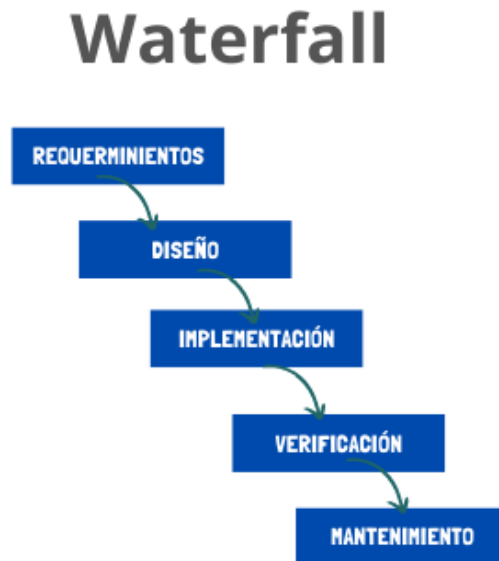 Waterfall
REQUERMINIENTOS
DISEÑO
IMPLEMENTACIÓN
VERIFICACIÓN
MANTENIMIENTO